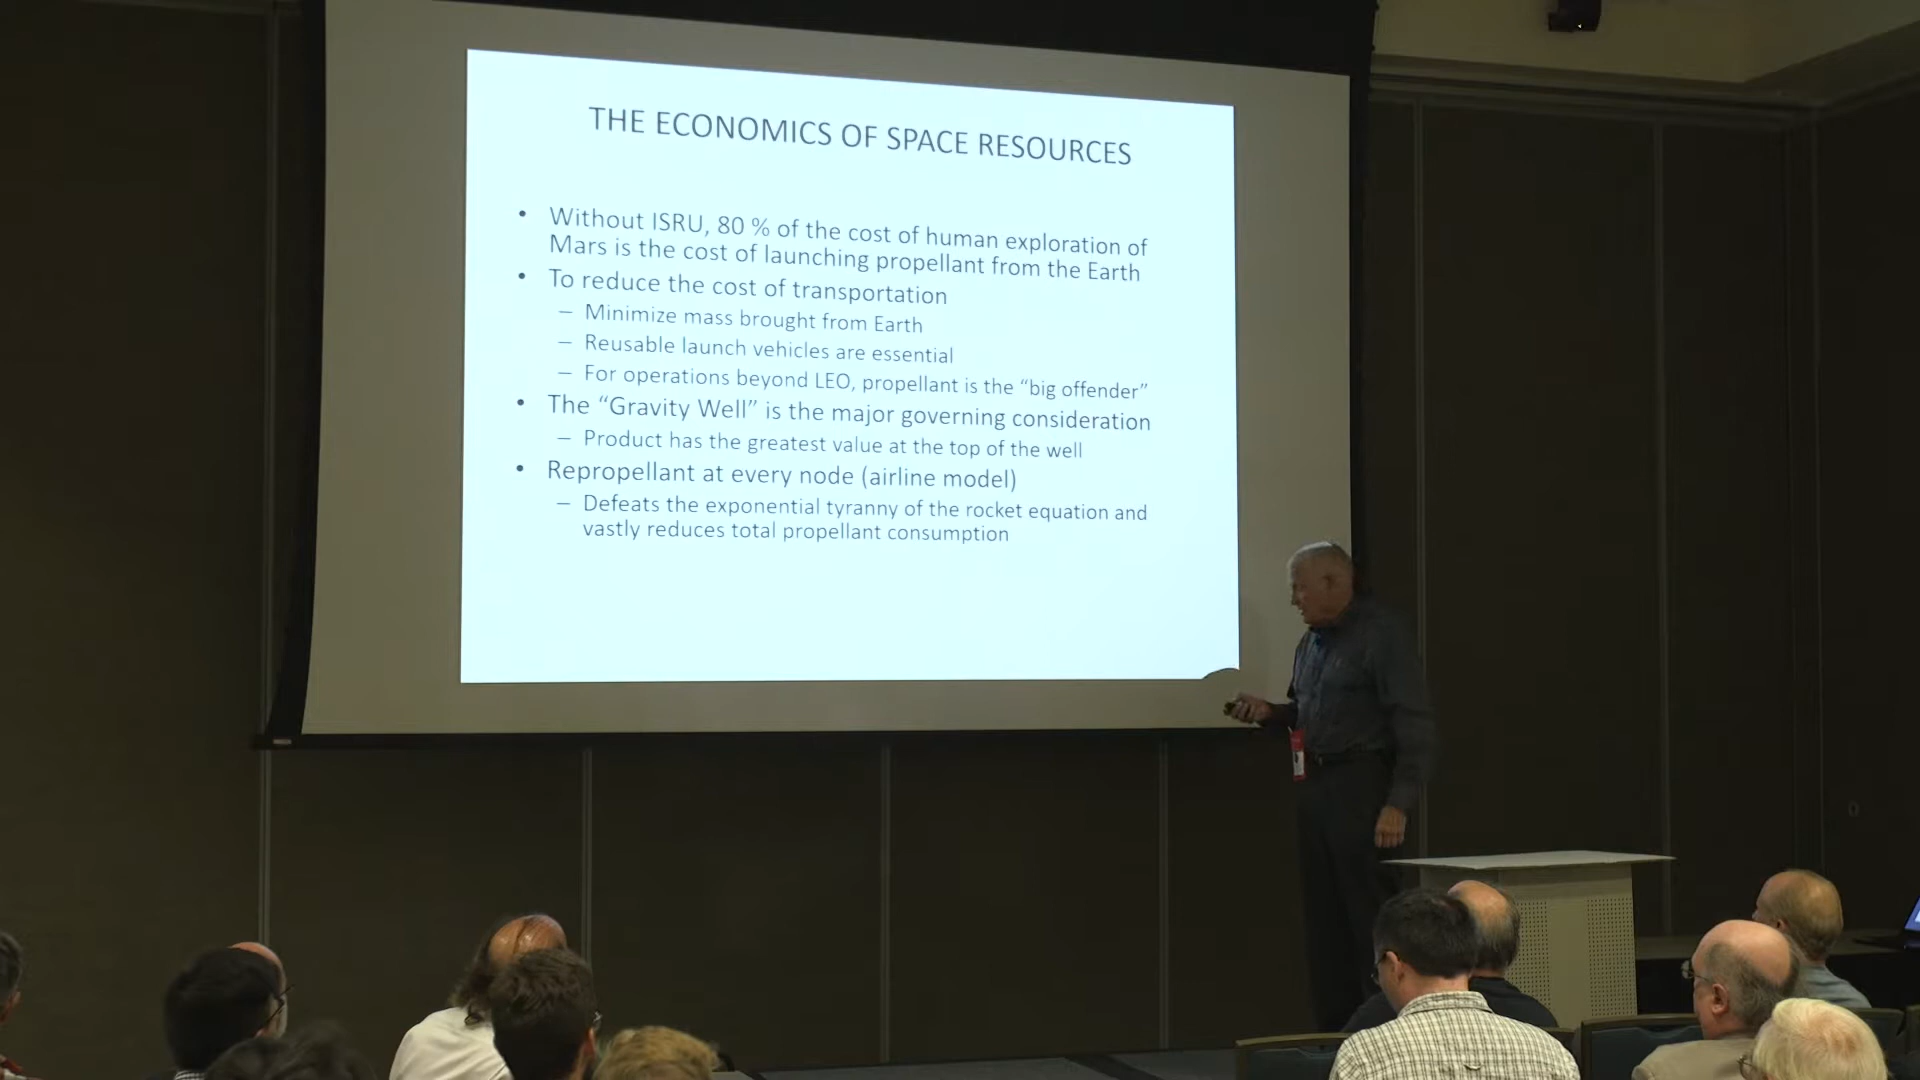 THE ECONOMICS OF SPACE RESOURCES
• Without ISRU, 80 % of the cost of human exploration of
Mars is the cost of launching propellant from the Earth
• To reduce the cost of transportation
– Minimize mass brought from Earth
– Reusable launch vehicles are essential
– For operations beyond LEO, propellant is the “big offender”
• The “Gravity Well” is the major governing consideration
– Product has the greatest value at the top of the well
• Repropellant at every node (airline model)
– Defeats the exponential tyranny of the rocket equation and
vastly reduces total propellant consumption